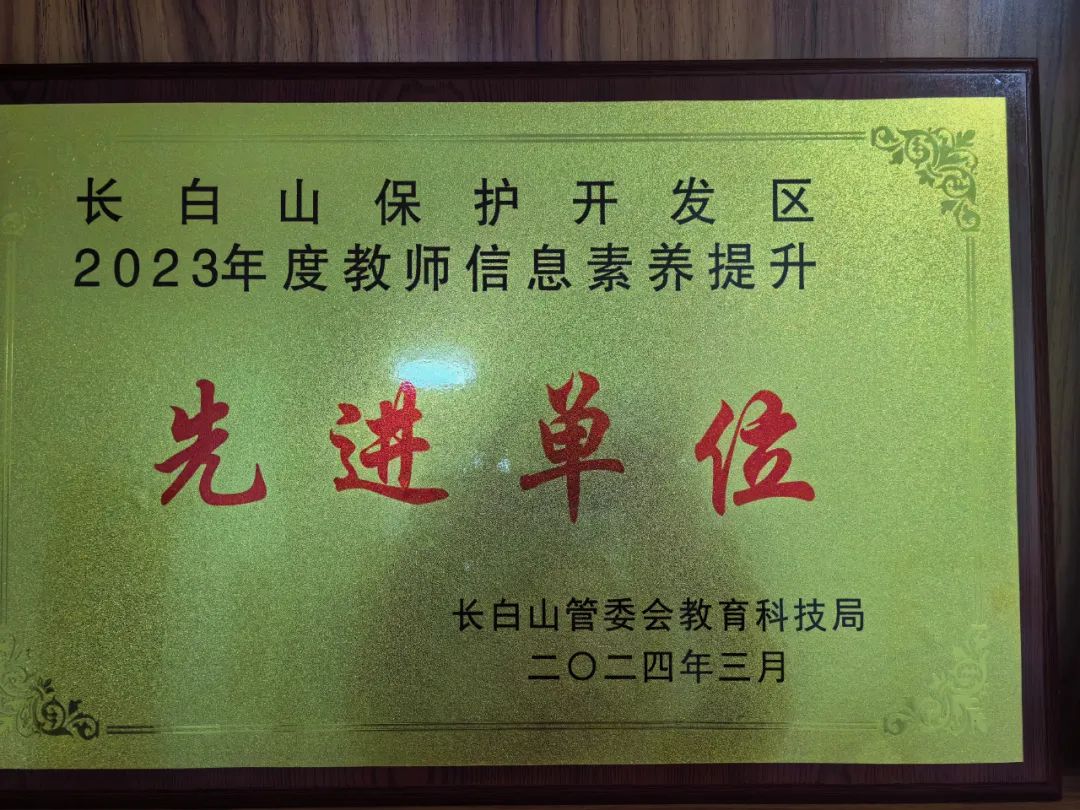 长白山保护开发区
2023年度教师信息素养提升
先进单位
长白山管委会教育科技局
二〇二四年三月